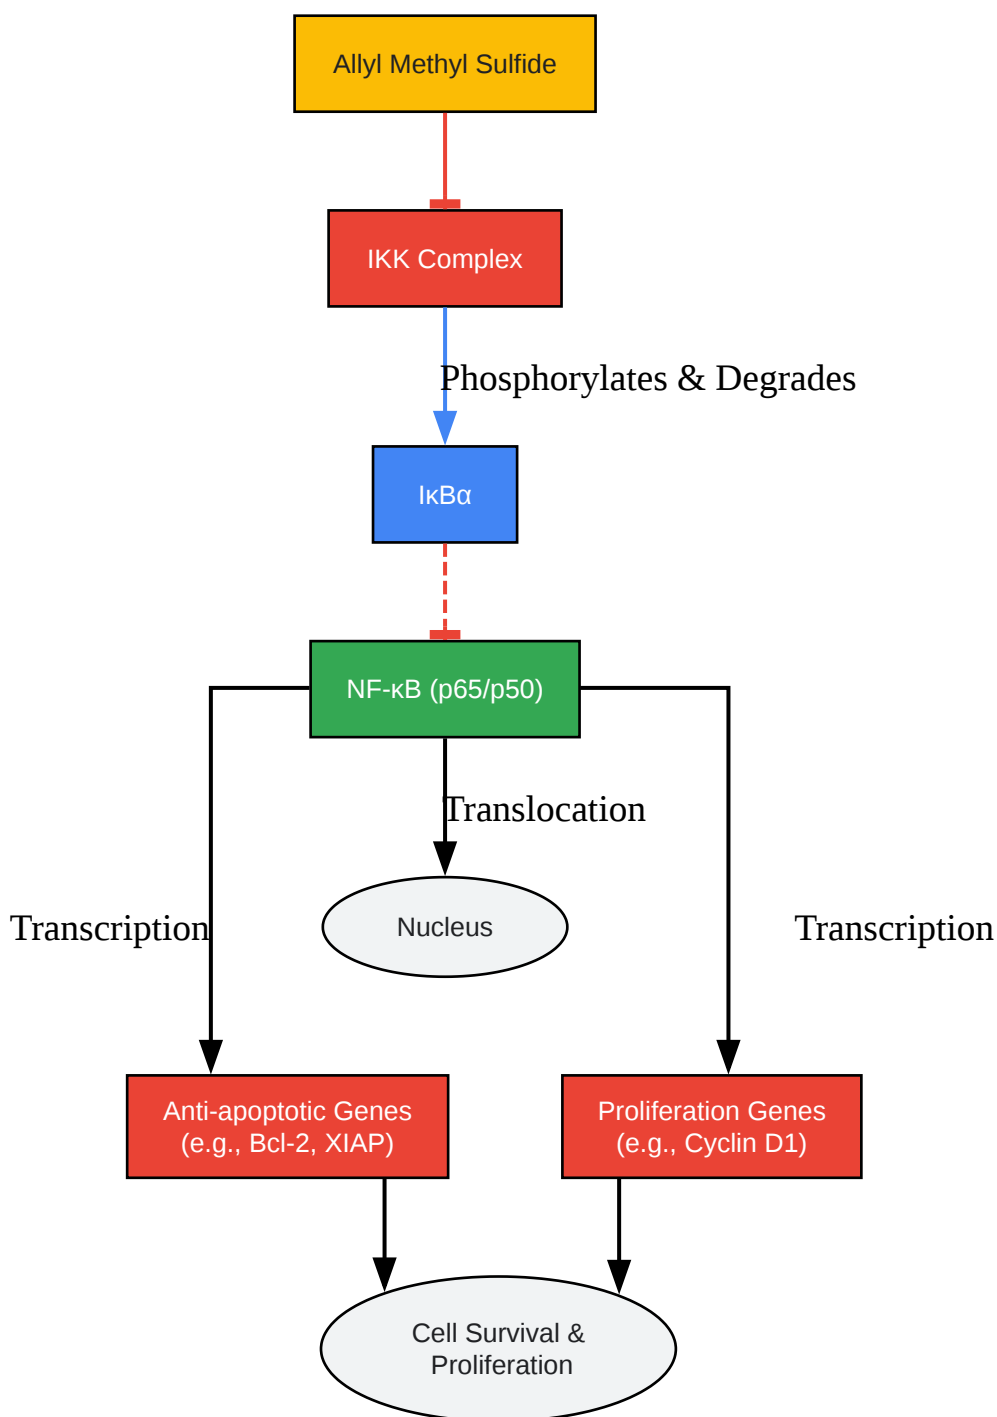 Allyl Methyl Sulfide
IKK Complex
Phosphorylates & Degrades
IκBα
NF-κB (p65/p50)
Translocation
Nucleus
Transcription
Transcription
Anti-apoptotic Genes
(e.g., Bcl-2, XIAP)
Proliferation Genes
(e.g., Cyclin D1)
Cell Survival &
Proliferation